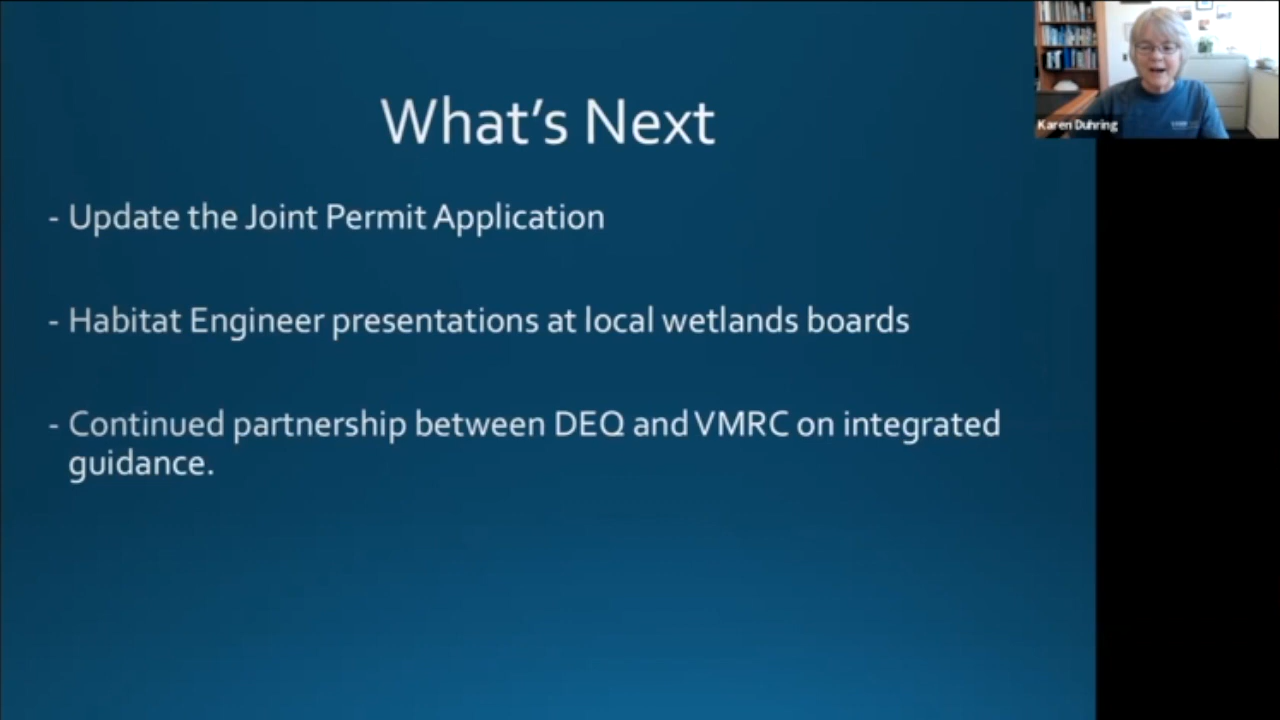 What's Next
Karen Duhring
- Update the Joint Permit Application
- Habitat Engineer presentations at local wetlands boards
- Continued partnership between DEQ and VMRC on integrated
guidance.